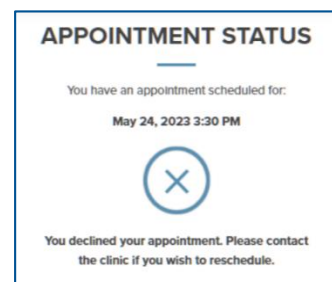 APPOINTMENT STATUS
You have an appointment scheduled for:
May 24, 2023 3:30 PM
You declined your appointment. Please contact
the clinic if you wish to reschedule.